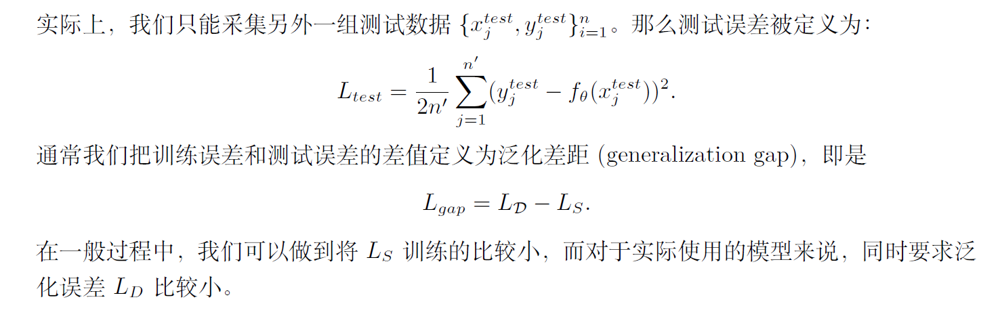 实际上，我们只能采集另外一组测试数据 $\{x_j^{test}, y_j^{test}\}_{i=1}^n$。那么测试误差被定义为：
$L_{test} = \frac{1}{2n'} \sum_{j=1}^{n'} (y_j^{test} - f_\theta(x_j^{test}))^2.$
通常我们把训练误差和测试误差的差值定义为泛化差距 (generalization gap)，即是
$L_{gap} = L_{\mathcal{D}} - L_S.$
在一般过程中，我们可以做到将 $L_S$ 训练的比较小，而对于实际使用的模型来说，同时要求泛
化误差 $L_D$ 比较小。